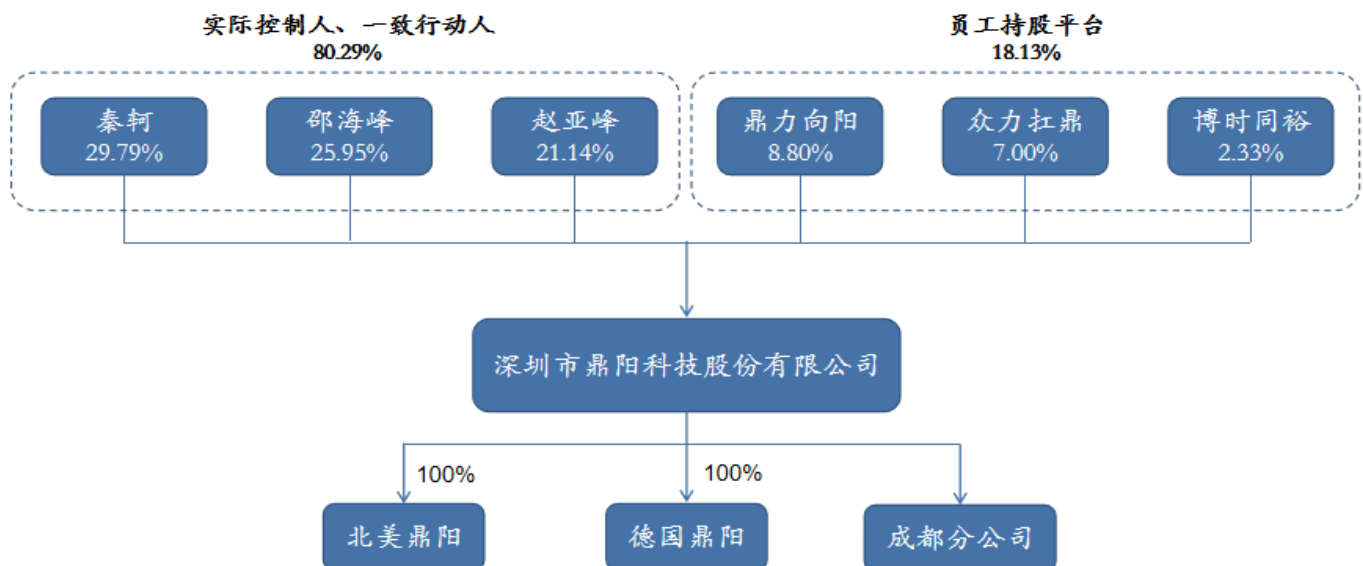 实际控制人、一致行动人
80.29%
员工持股平台
18.13%
秦轲
29.79%
邵海峰
25.95%
赵亚峰
21.14%
鼎力向阳
8.80%
众力扛鼎
7.00%
博时同裕
2.33%
深圳市鼎阳科技股份有限公司
100%
100%
北美鼎阳
德国鼎阳
成都分公司